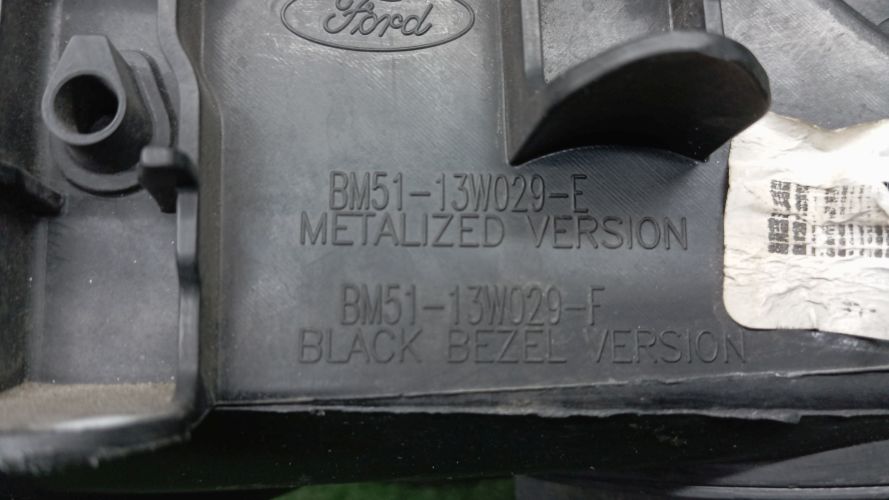 Ford
BM51-13W029-E
METALIZED VERSION
BM51-13W029-F
BLACK BEZEL VERSION